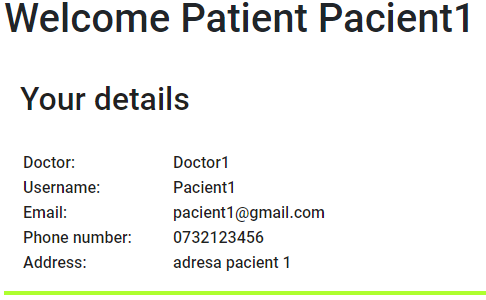 Welcome Patient Pacient1
Your details
Doctor: Doctor1
Username: Pacient1
Email: pacient1@gmail.com
Phone number: 0732123456
Address: adresa pacient 1